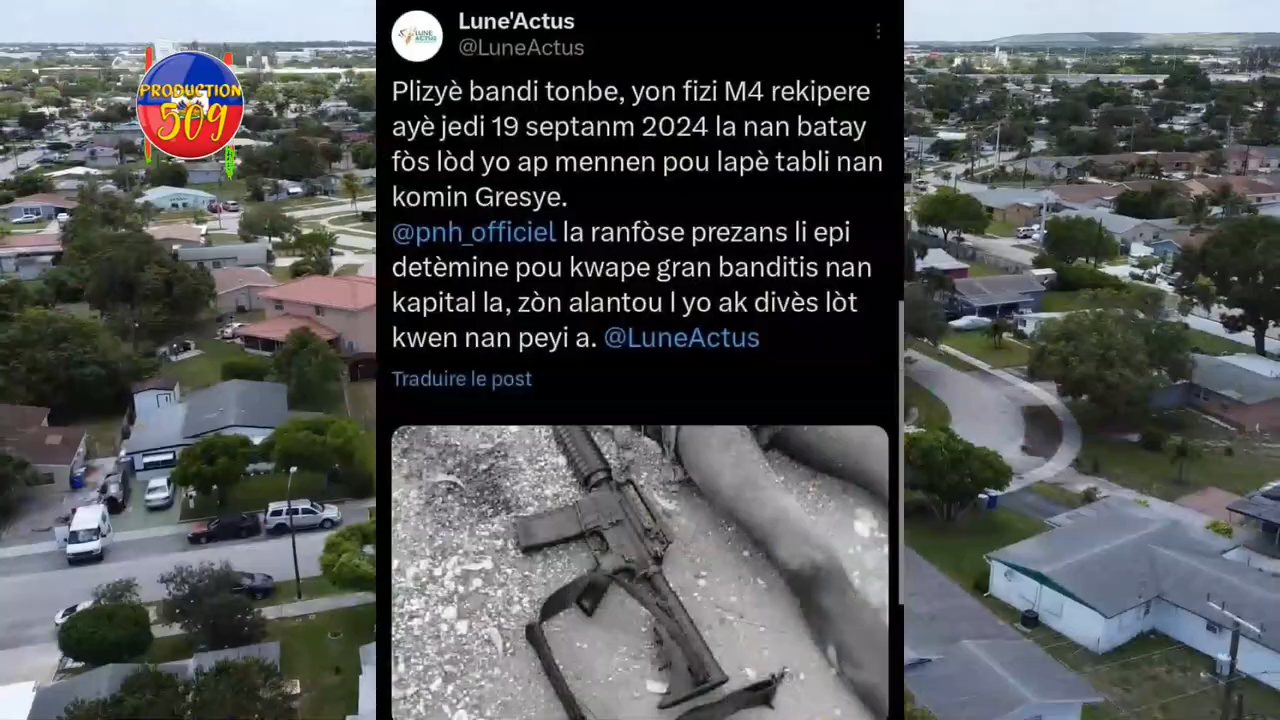 PRODUCTION
509
Lune'Actus
@LuneActus
LUNE
ACTUS
Plizyè bandi tonbe, yon fizi M4 rekipere
ayè jedi 19 septanm 2024 la nan batay
fòs lòd yo ap mennen pou lapè tabli nan
komin Gresye.
@pnh_officiel la ranfòse prezans li epi
detèmine pou kwape gran banditis nan
kapital la, zòn alantou l yo ak divès lòt
kwen nan peyi a. @LuneActus
Traduire le post